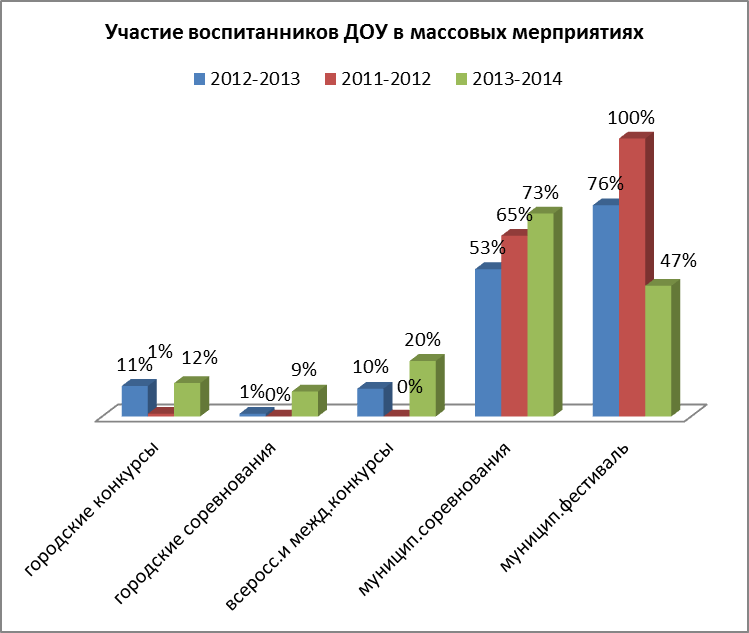 Участие воспитанников ДОУ в массовых мерприятиях
2012-2013 2011-2012 2013-2014
11% 1% 12%
1% 0% 9%
10% 0% 20%
53% 65% 73%
76% 100% 47%
городские конкурсы
городские соревнования
всеросс.и межд.конкурсы
муницип.соревнования
муницип.фестиваль